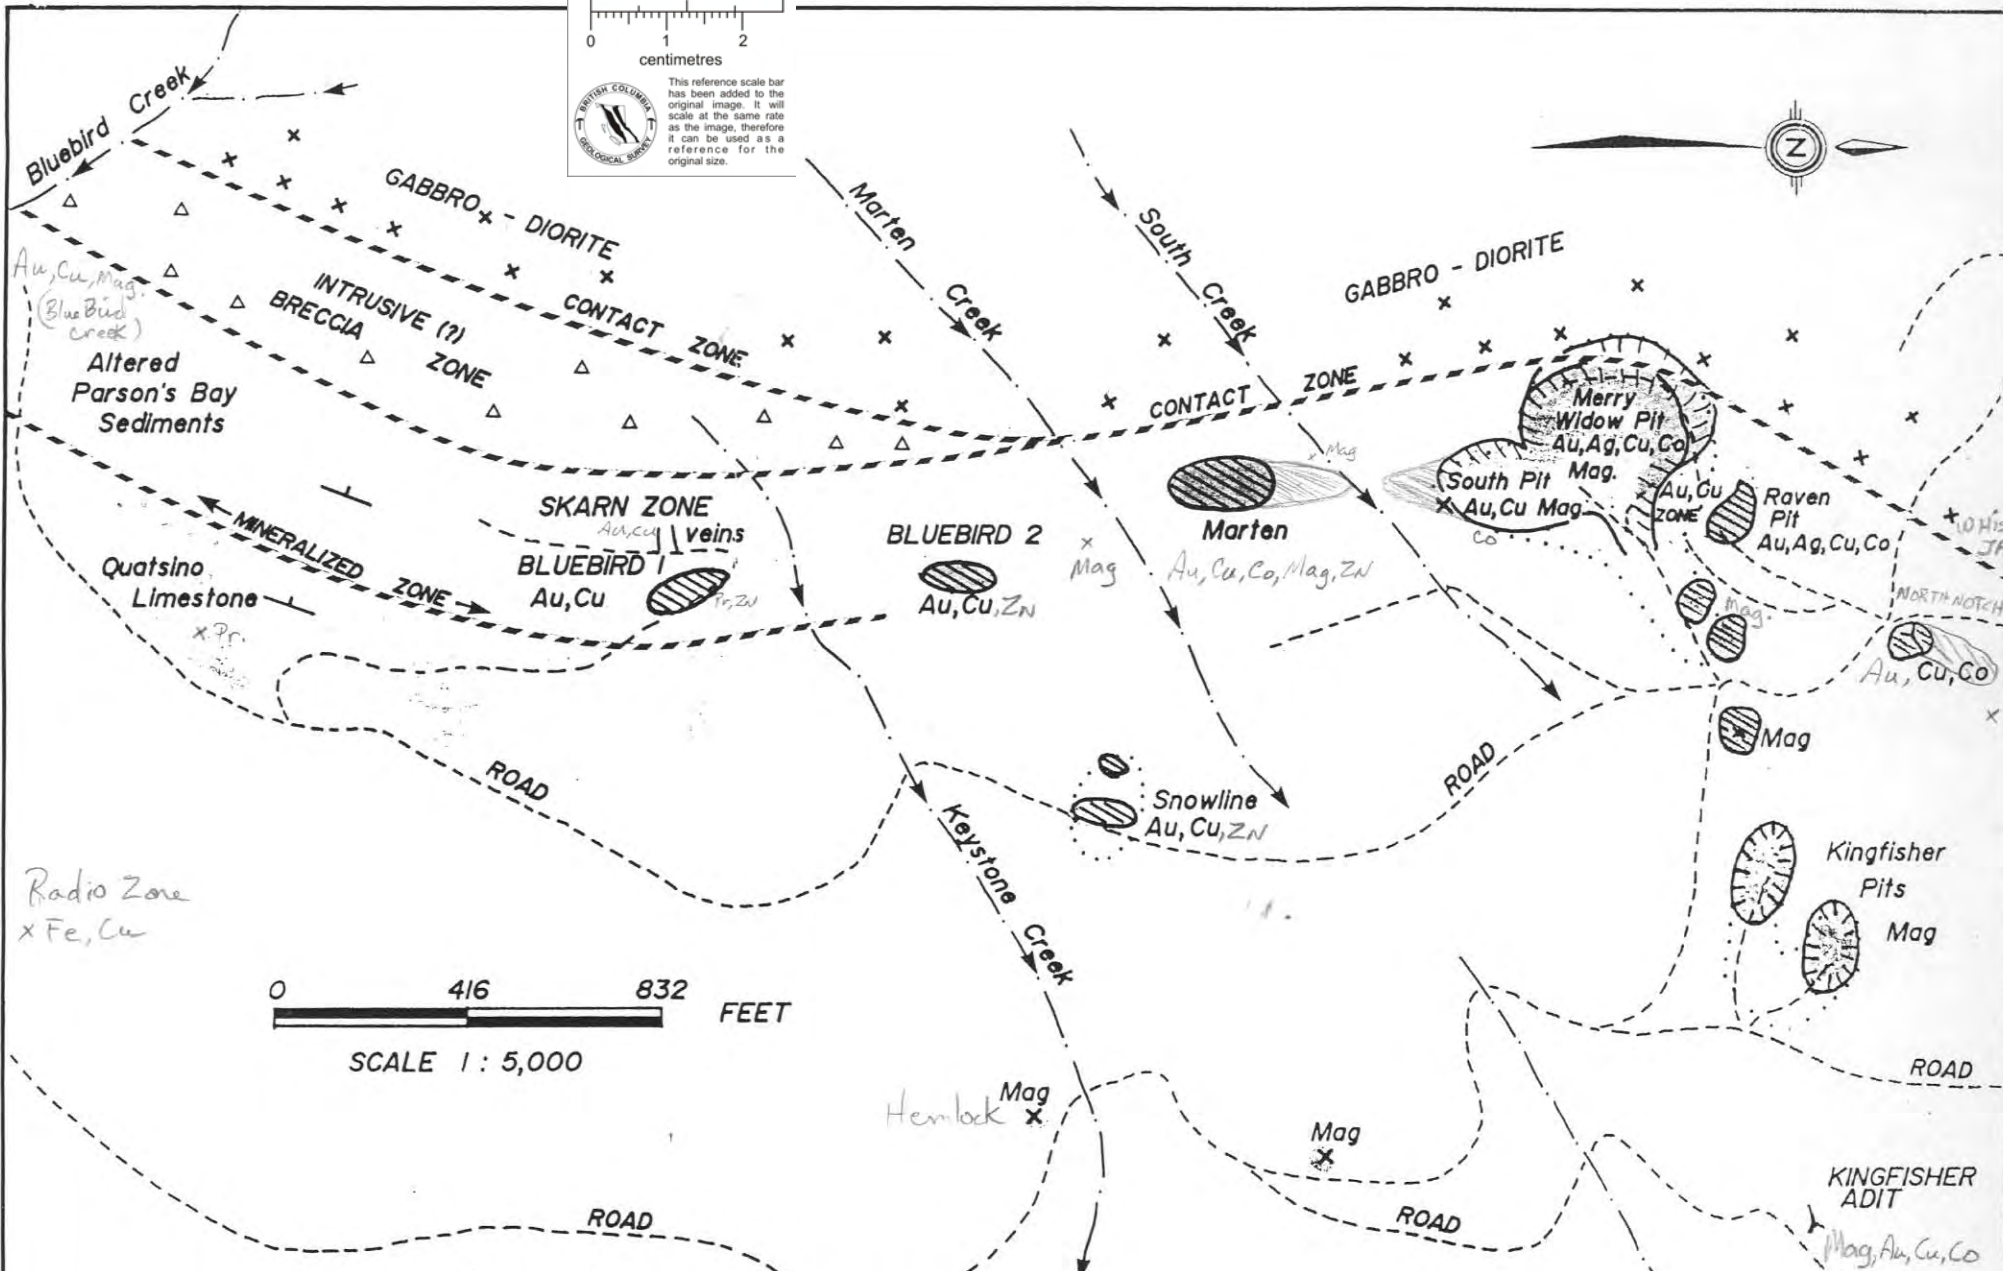 0 1 2
centimetres
This reference scale bar
has been added to the
original image. It will
scale at the same rate
as the image, therefore
it can be used as a
reference for the
original size.
BRITISH COLUMBIA
GEOLOGICAL SURVEY
Bluebird Creek
GABBRO - DIORITE
Marten Creek
South Creek
GABBRO - DIORITE
Z
Au, Cu, Mag.
(Blue Bird
Creek)
INTRUSIVE (?)
BRECCIA
ZONE
CONTACT ZONE
CONTACT ZONE
Altered
Parson's Bay
Sediments
Merry
Widow Pit
Au, Ag, Cu, Co
Mag.
Mag
South Pit
Au, Cu Mag
Co
Au, Cu
ZONE
Raven
Pit
Au, Ag, Cu, Co
SKARN ZONE
Au, Cu
veins
MINERALIZED ZONE
BLUEBIRD 1
Au, Cu
Pr, ZN
BLUEBIRD 2
Au, Cu, ZN
Mag
Marten
Au, Cu, Co, Mag, ZN
Quatsino
Limestone
x Pr.
Mag.
NORTH NOTCH
Au, Cu, Co
Mag
ROAD
Snowline
Au, Cu, ZN
ROAD
Keystone Creek
Kingfisher
Pits
Mag
Radio Zone
x Fe, Cu
0 416 832
FEET
SCALE 1 : 5,000
ROAD
Hemlock
Mag
Mag
ROAD
ROAD
KINGFISHER
ADIT
Mag, Au, Cu, Co